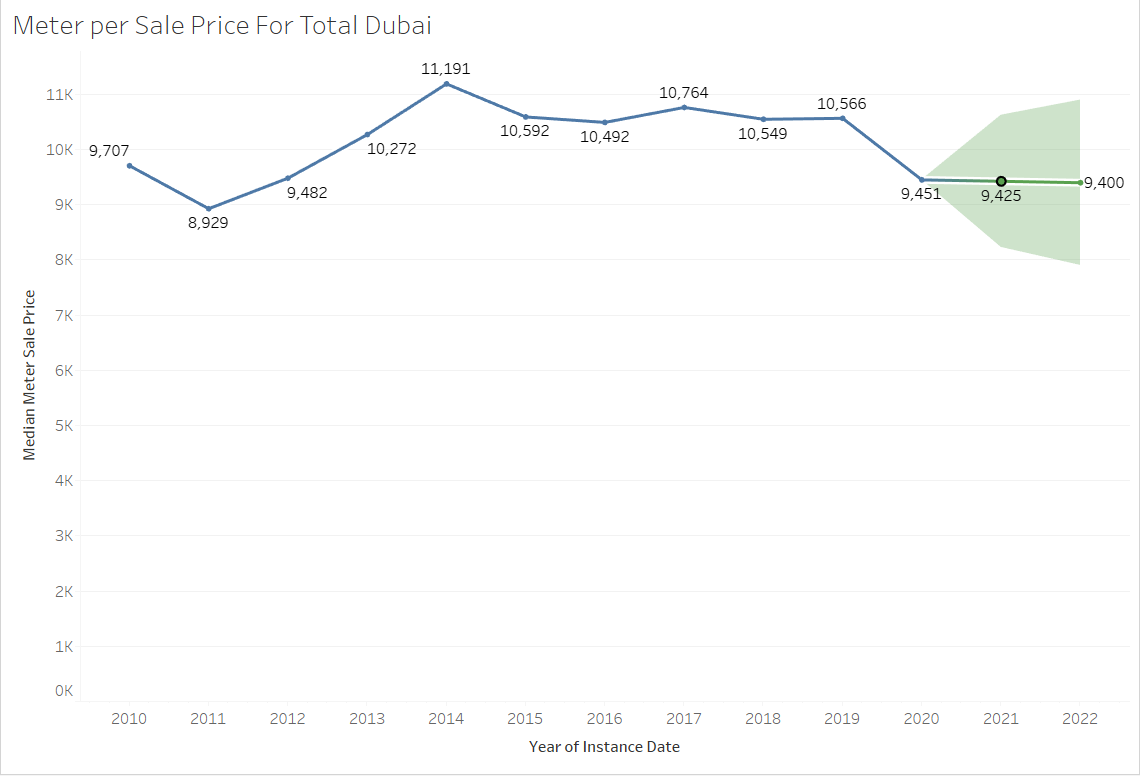 Meter per Sale Price For Total Dubai
11K
10K
9K
8K
7K
6K
5K
4K
3K
2K
1K
0K
Median Meter Sale Price
9,707
8,929
9,482
10,272
11,191
10,592
10,492
10,764
10,549
10,566
9,451
9,425
9,400
2010 2011 2012 2013 2014 2015 2016 2017 2018 2019 2020 2021 2022
Year of Instance Date